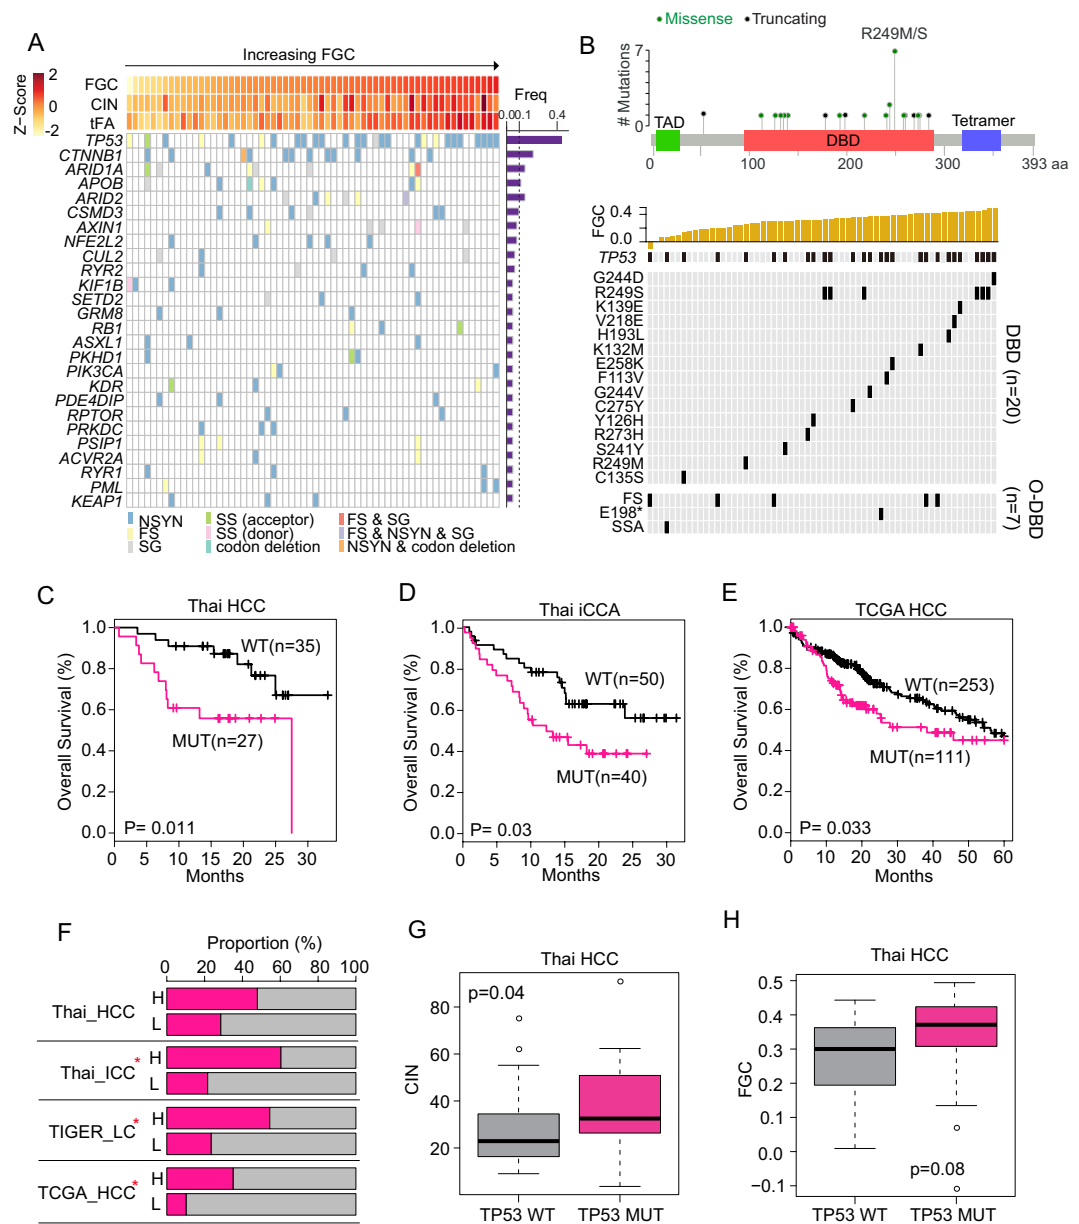 A
Increasing FGC
Z-Score
2
0
-2
FGC
CIN
tFA
Freq
0.0 0.1 0.4
TP53
CTNNB1
ARID1A
APOB
ARID2
CSMD3
AXIN1
NFE2L2
CUL2
RYR2
KIF1B
SETD2
GRM8
RB1
ASXL1
PKHD1
PIK3CA
KDR
PDE4DIP
RPTOR
PRKDC
PSIP1
ACVR2A
RYR1
PML
KEAP1
NSYN
FS
SG
SS (acceptor)
SS (donor)
codon deletion
FS & SG
FS & NSYN & SG
NSYN & codon deletion
B
Missense Truncating
R249M/S
# Mutations
7
0
TAD
DBD
Tetramer
0 100 200 300 393 aa
FGC
0.4
0.0
TP53
G244D
R249S
K139E
V218E
H193L
K132M
E258K
F113V
G244V
C275Y
Y126H
R273H
S241Y
R249M
C135S
FS
E198*
SSA
DBD (n=20)
O-DBD
(n=7)
C
Thai HCC
Overall Survival (%)
1.0
0.8
0.6
0.4
0.2
0.0
WT(n=35)
MUT(n=27)
P= 0.011
0 5 10 15 20 25 30
Months
D
Thai iCCA
Overall Survival (%)
1.0
0.8
0.6
0.4
0.2
0.0
WT(n=50)
MUT(n=40)
P= 0.03
0 5 10 15 20 25 30
Months
E
TCGA HCC
Overall Survival (%)
1.0
0.8
0.6
0.4
0.2
0.0
WT(n=253)
MUT(n=111)
P= 0.033
0 10 20 30 40 50 60
Months
F
Proportion (%)
0 20 40 60 80 100
Thai_HCC
H
L
Thai_ICC*
H
L
TIGER_LC*
H
L
TCGA_HCC*
H
L
G
Thai HCC
p=0.04
CIN
80
60
40
20
TP53 WT TP53 MUT
H
Thai HCC
FGC
0.5
0.4
0.3
0.2
0.1
0.0
−0.1
p=0.08
TP53 WT TP53 MUT